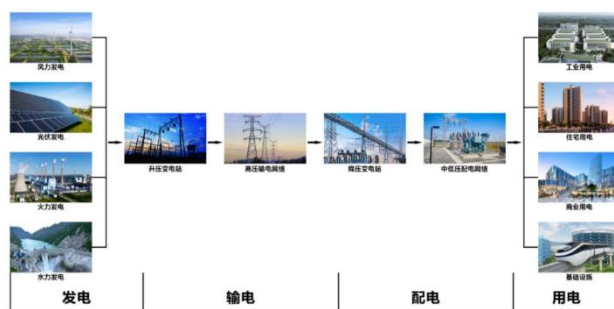 风力发电
光伏发电
火力发电
水力发电
升压变电站
高压输电网络
降压变电站
中低压配电网络
工业用电
住宅用电
商业用电
基础设施
发电
输电
配电
用电